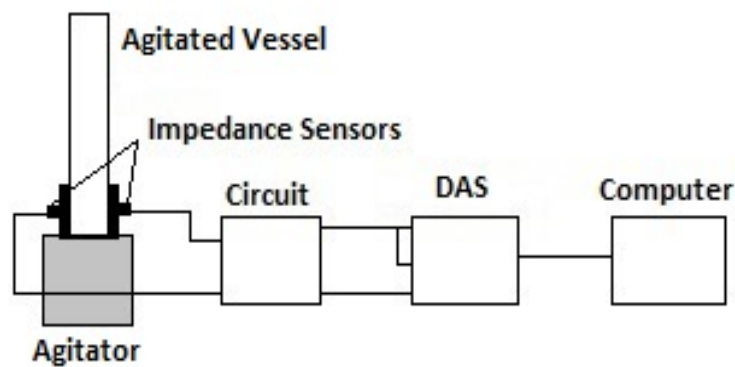 Agitated Vessel
Impedance Sensors
Circuit
DAS
Computer
Agitator